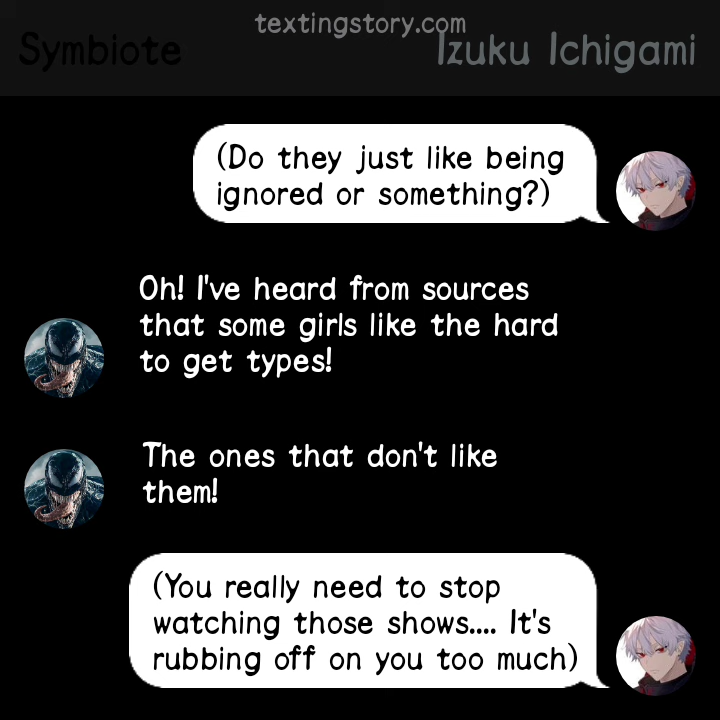 textingstory.com
Symbiote
Izuku Ichigami
(Do they just like being
ignored or something?)
Oh! I've heard from sources
that some girls like the hard
to get types!
The ones that don't like
them!
(You really need to stop
watching those shows.... It's
rubbing off on you too much)